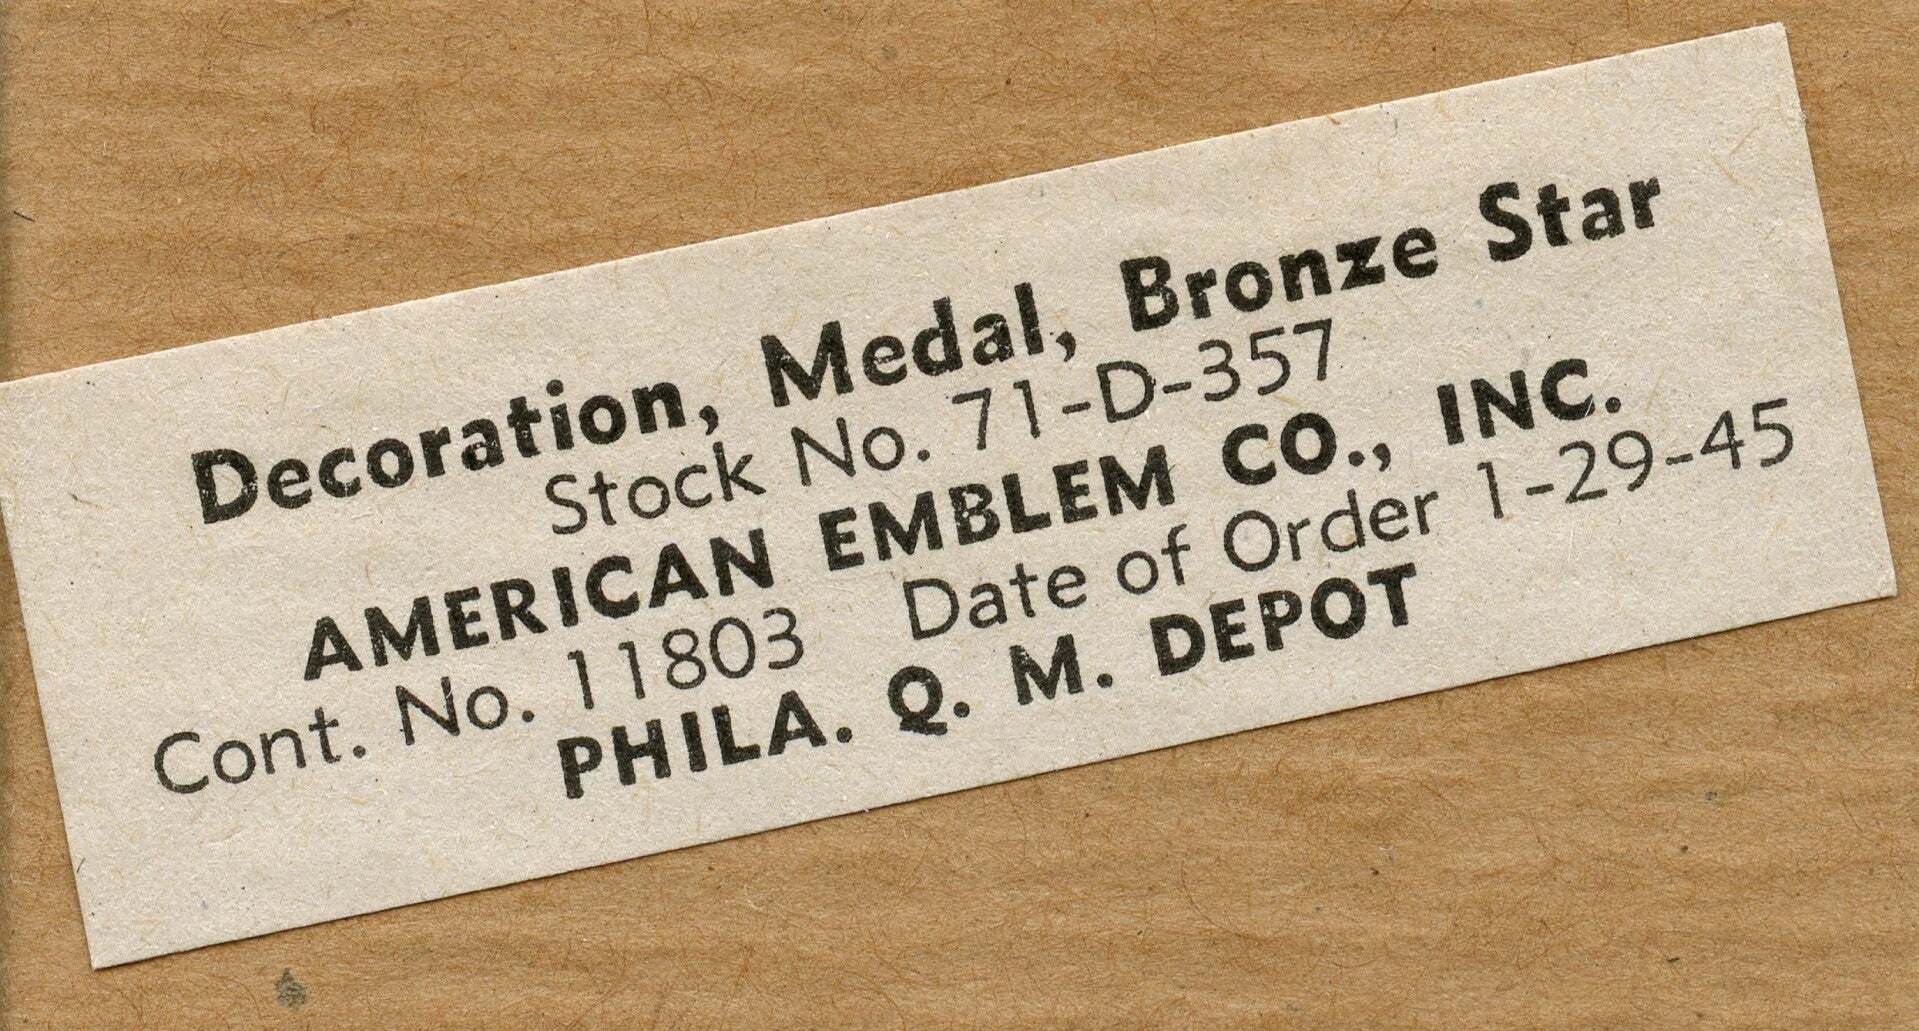 Decoration, Medal, Bronze Star
Stock No. 71-D-357
AMERICAN EMBLEM CO., INC.
Cont. No. 11803 Date of Order 1-29-45
PHILA. Q. M. DEPOT